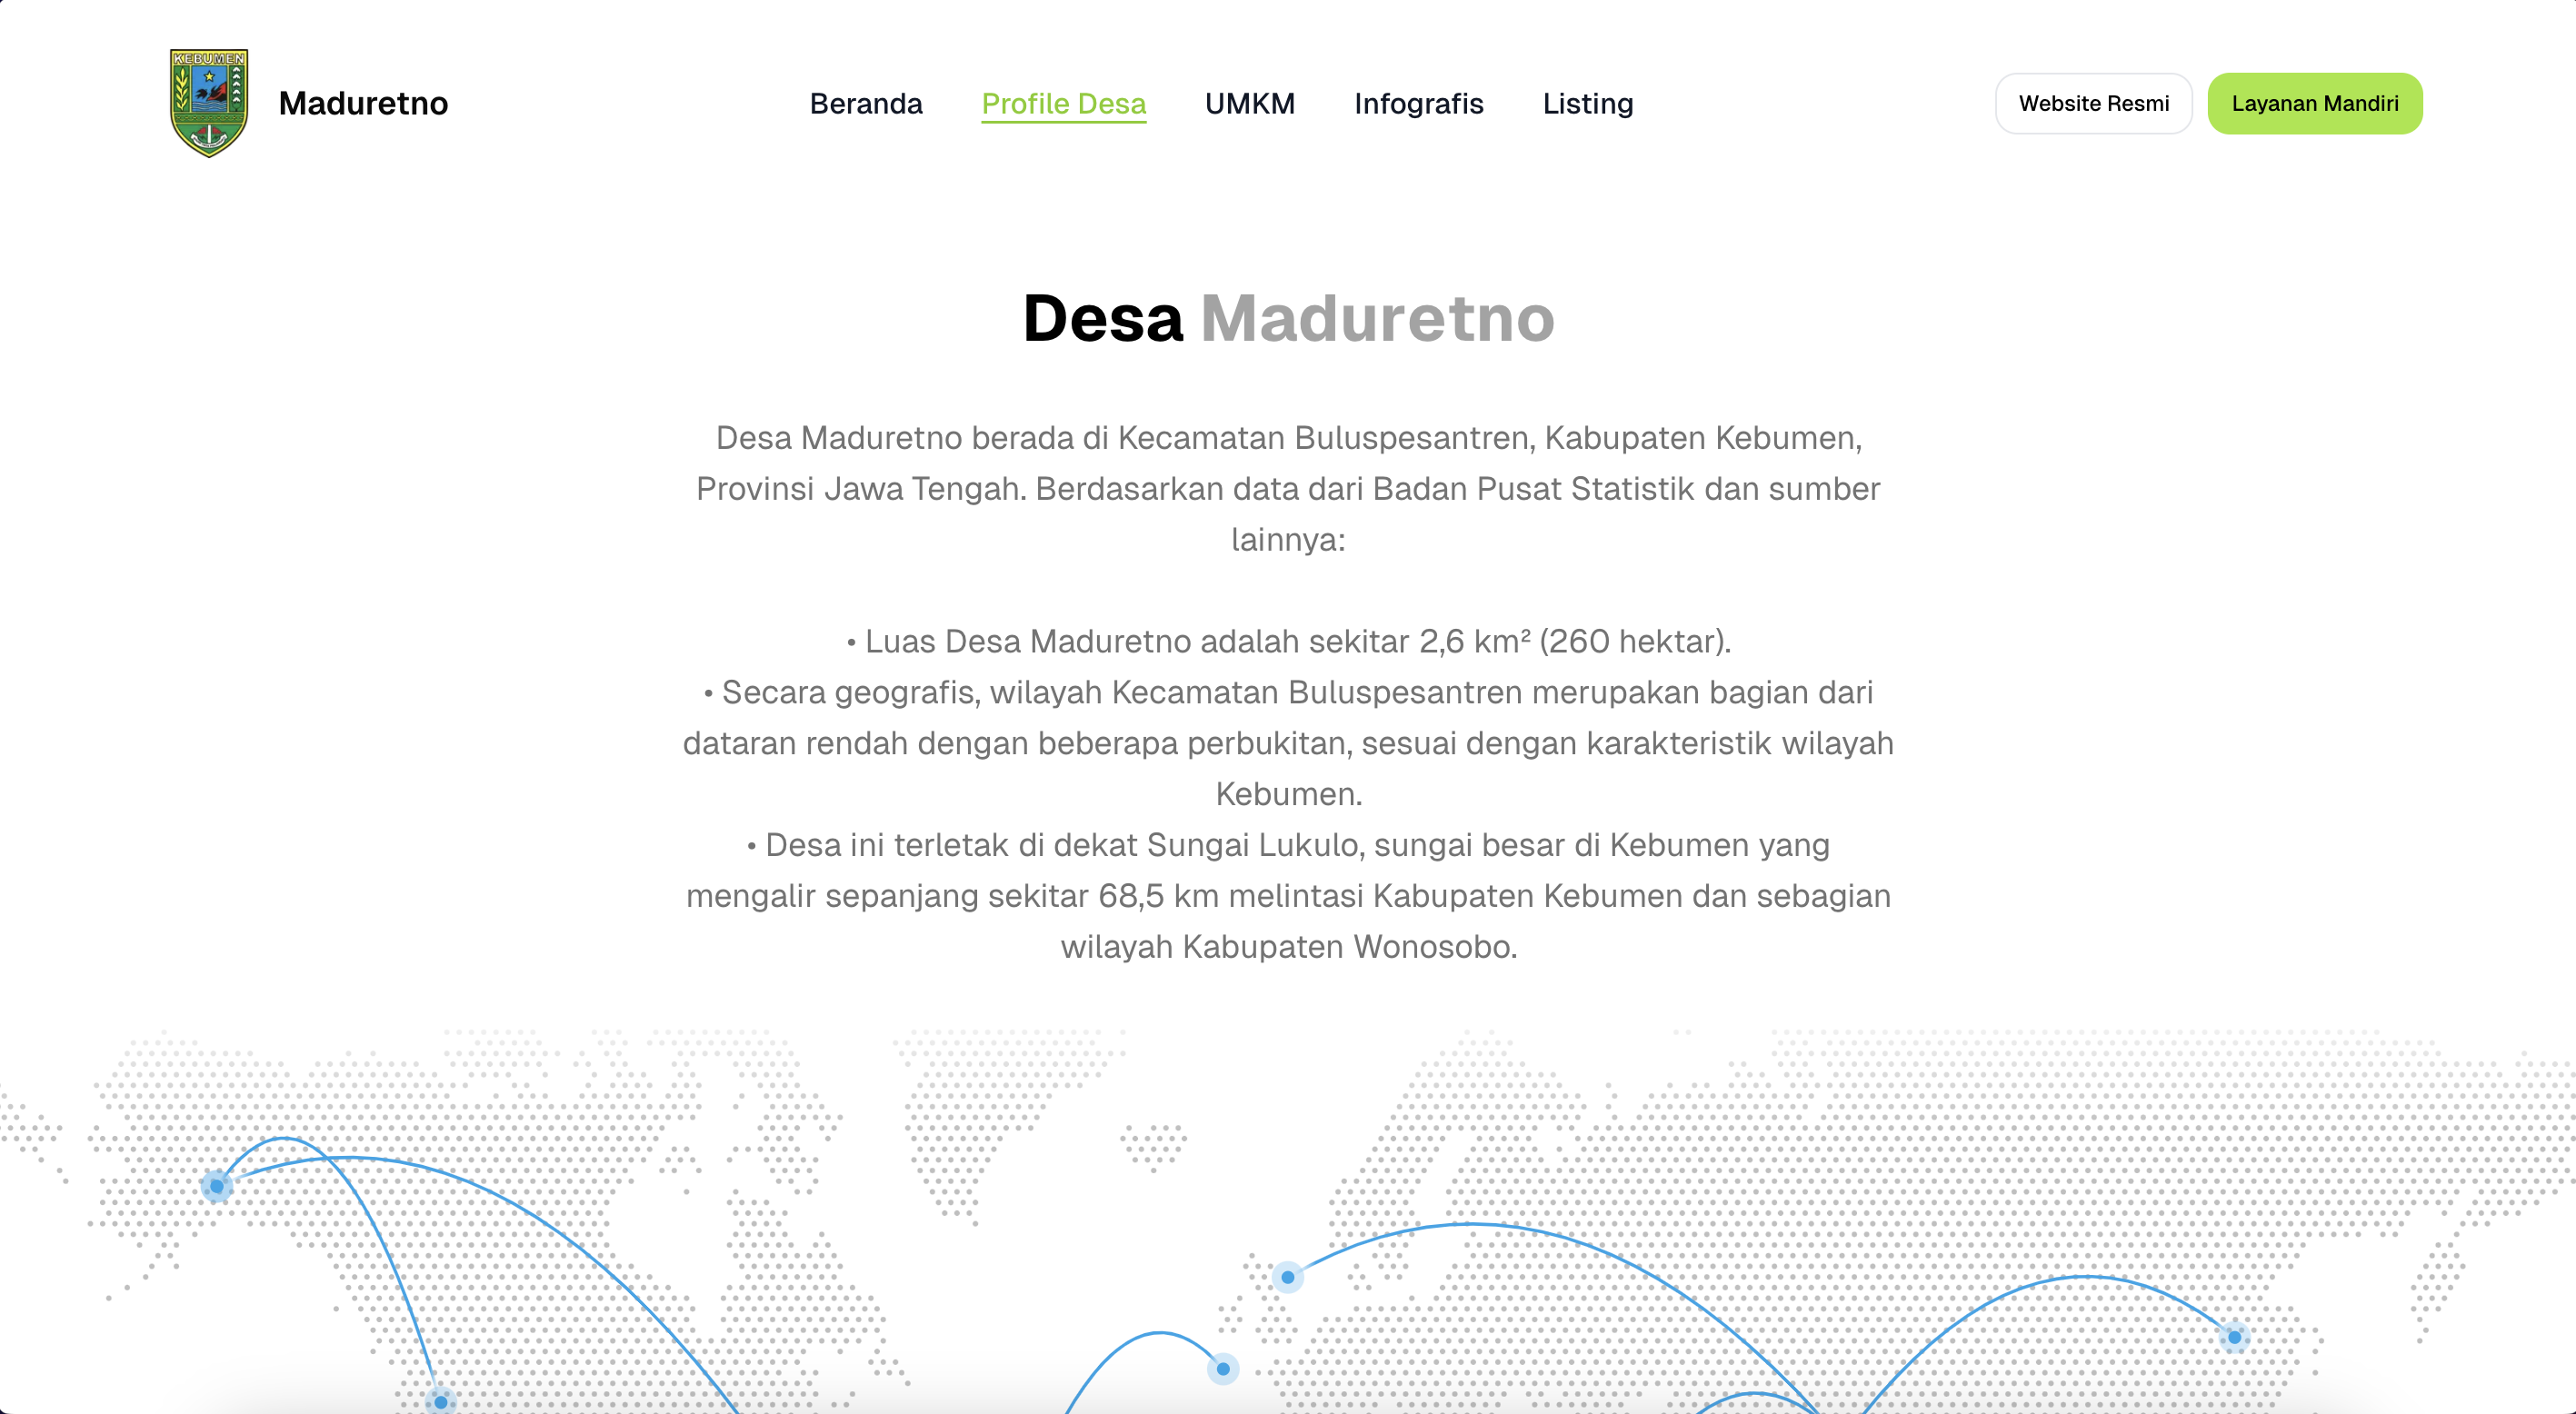 KEBUMEN
Maduretno
Beranda
Profile Desa
UMKM
Infografis
Listing
Website Resmi
Layanan Mandiri
Desa Maduretno
Desa Maduretno berada di Kecamatan Buluspesantren, Kabupaten Kebumen,
Provinsi Jawa Tengah. Berdasarkan data dari Badan Pusat Statistik dan sumber
lainnya:
• Luas Desa Maduretno adalah sekitar 2,6 km² (260 hektar).
• Secara geografis, wilayah Kecamatan Buluspesantren merupakan bagian dari
dataran rendah dengan beberapa perbukitan, sesuai dengan karakteristik wilayah
Kebumen.
• Desa ini terletak di dekat Sungai Lukulo, sungai besar di Kebumen yang
mengalir sepanjang sekitar 68,5 km melintasi Kabupaten Kebumen dan sebagian
wilayah Kabupaten Wonosobo.